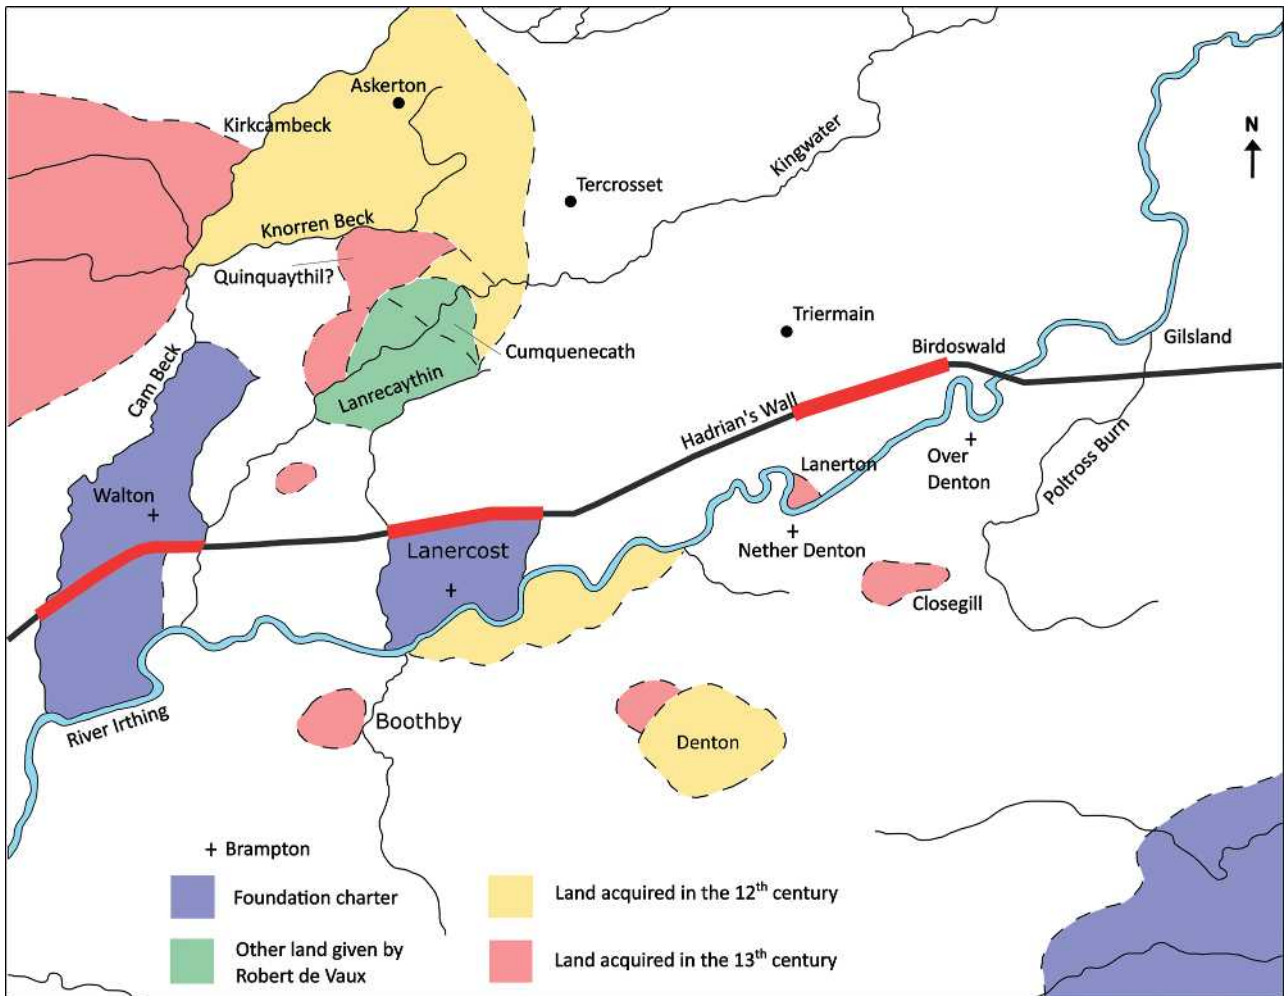 Askerton
Kirkcambeck
N
Kingwater
Tercrosset
Knorren Beck
Quinquaythil?
Triermain
Gilsland
Birdoswald
Cumquenecath
Cam Beck
Lanrecaythin
Hadrian's Wall
Lanerton
Over
Denton
Poltross Burn
Walton
Lanercost
Nether Denton
Closegill
River Irthing
Boothby
Denton
Brampton
Foundation charter
Land acquired in the 12th century
Other land given by
Robert de Vaux
Land acquired in the 13th century